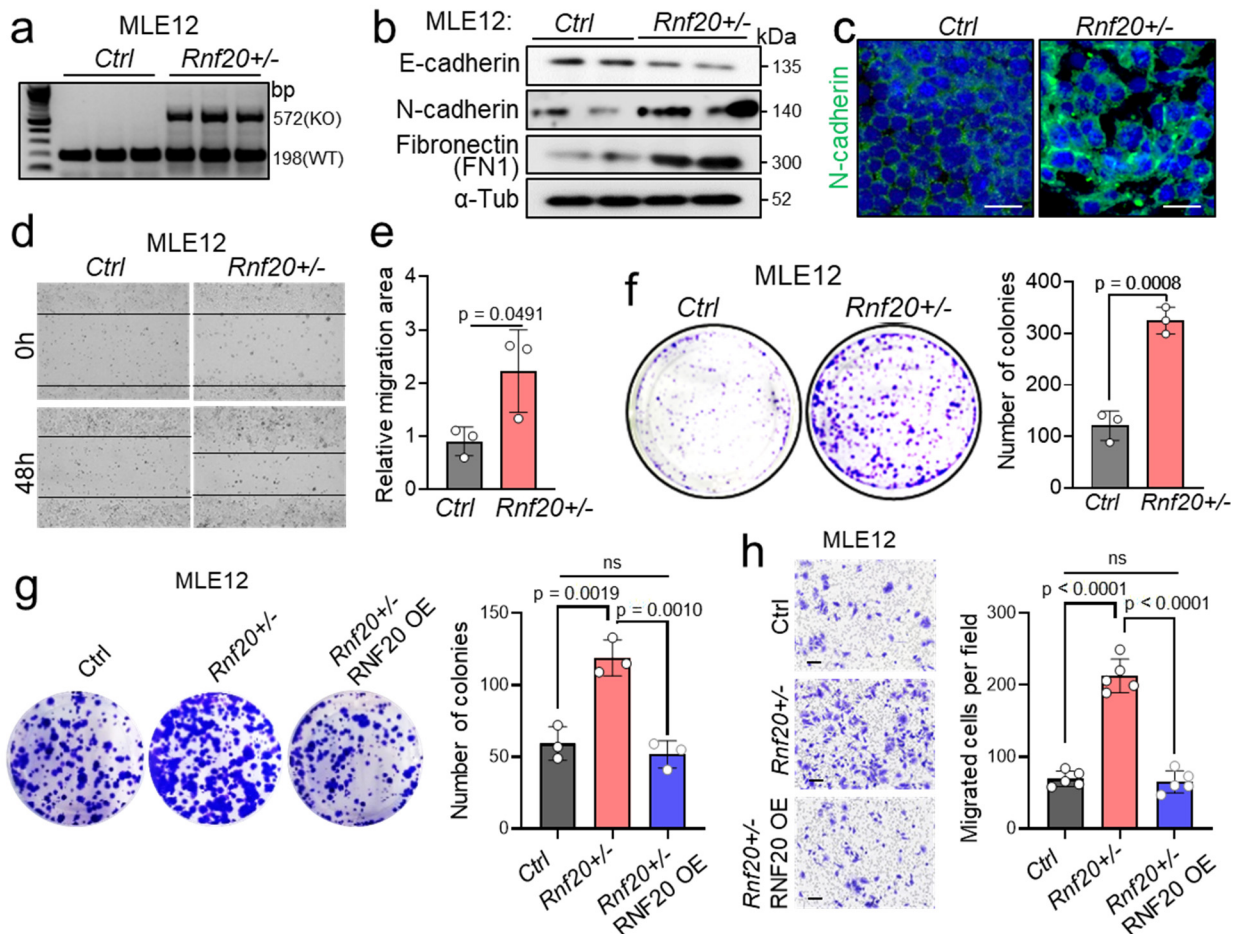 a
MLE12
Ctrl Rnf20+/-
bp
572(KO)
198(WT)
b
MLE12: Ctrl Rnf20+/- kDa
E-cadherin 135
N-cadherin 140
Fibronectin
(FN1) 300
α-Tub 52
c
Ctrl Rnf20+/-
N-cadherin
d
MLE12
Ctrl Rnf20+/-
0h
48h
e
Relative migration area
4
3
2
1
0
p = 0.0491
Ctrl Rnf20+/-
f
MLE12
Ctrl Rnf20+/-
Number of colonies
400
300
200
100
0
p = 0.0008
Ctrl Rnf20+/-
g
MLE12
Ctrl
Rnf20+/-
Rnf20+/-
RNF20 OE
Number of colonies
150
100
50
0
ns
p = 0.0019
p = 0.0010
Ctrl
Rnf20+/-
Rnf20+/-
RNF20 OE
h
MLE12
Ctrl
Rnf20+/-
Rnf20+/-
RNF20 OE
Migrated cells per field
300
200
100
0
ns
p < 0.0001
p < 0.0001
Ctrl
Rnf20+/-
Rnf20+/-
RNF20 OE